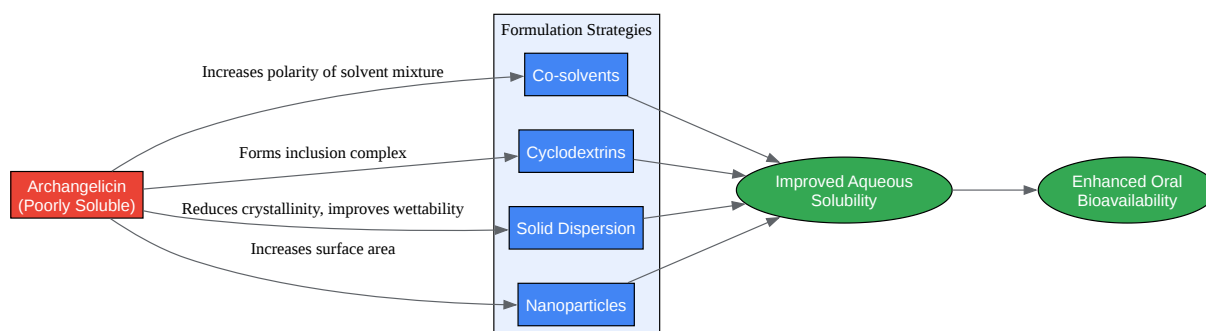 Formulation Strategies
Increases polarity of solvent mixture
Co-solvents
Forms inclusion complex
Cyclodextrins
Archangelicin
(Poorly Soluble)
Improved Aqueous
Solubility
Enhanced Oral
Bioavailability
Reduces crystallinity, improves wettability
Solid Dispersion
Increases surface area
Nanoparticles